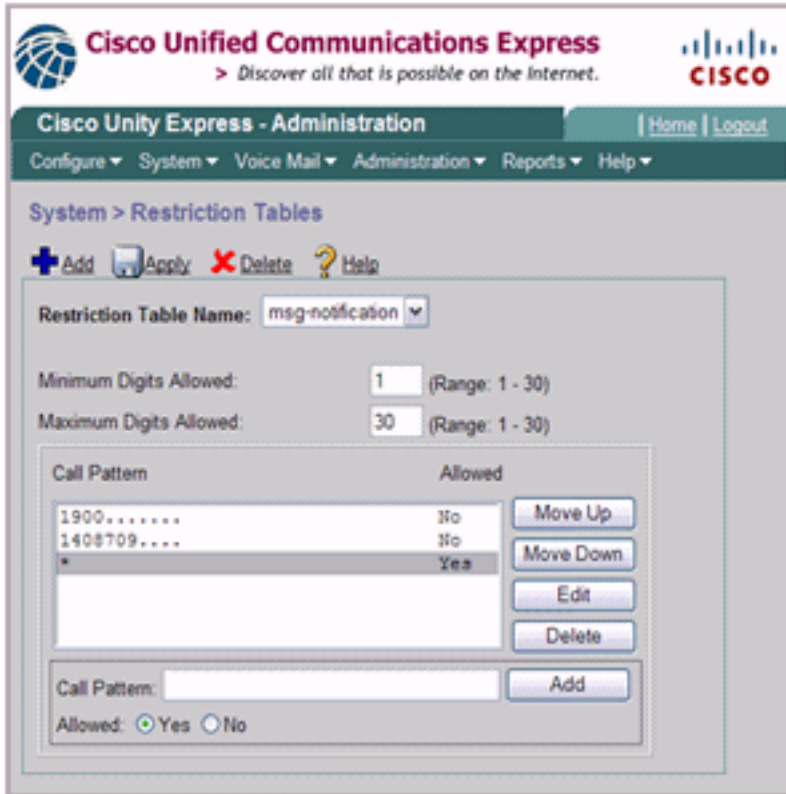 Cisco Unified Communications Express
> Discover all that is possible on the Internet.
CISCO
Cisco Unity Express - Administration
| Home | Logout
Configure System Voice Mail Administration Reports Help
System > Restriction Tables
Add Apply Delete Help
Restriction Table Name: msg-notification
Minimum Digits Allowed: 1 (Range: 1 - 30)
Maximum Digits Allowed: 30 (Range: 1 - 30)
Call Pattern Allowed
1900....... No
1408709.... No
* Yes
Move Up
Move Down
Edit
Delete
Call Pattern: Add
Allowed: Yes No